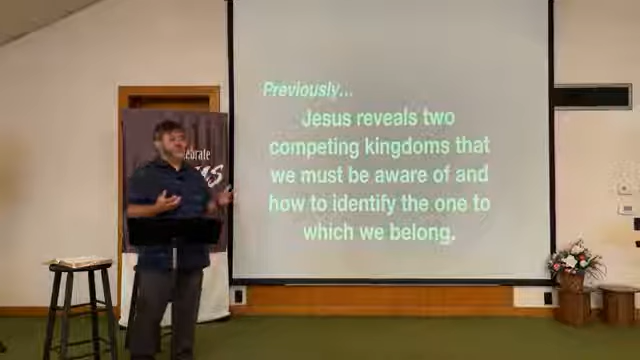 Previously...
Jesus reveals two
competing kingdoms that
we must be aware of and
how to identify the one to
which we belong.